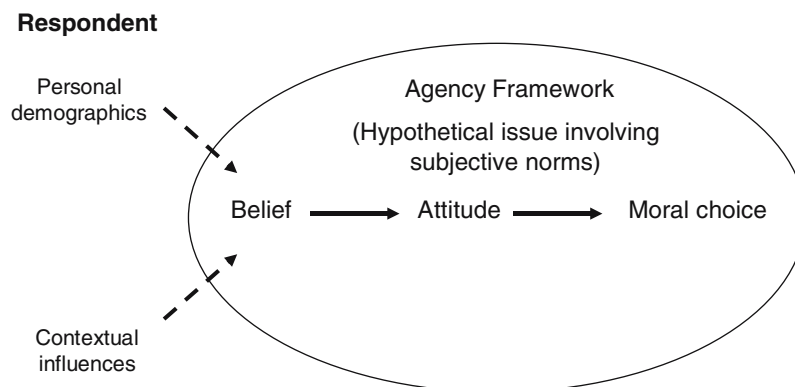 Respondent
Personal
demographics
Agency Framework
(Hypothetical issue involving
subjective norms)
Belief
Attitude
Moral choice
Contextual
influences